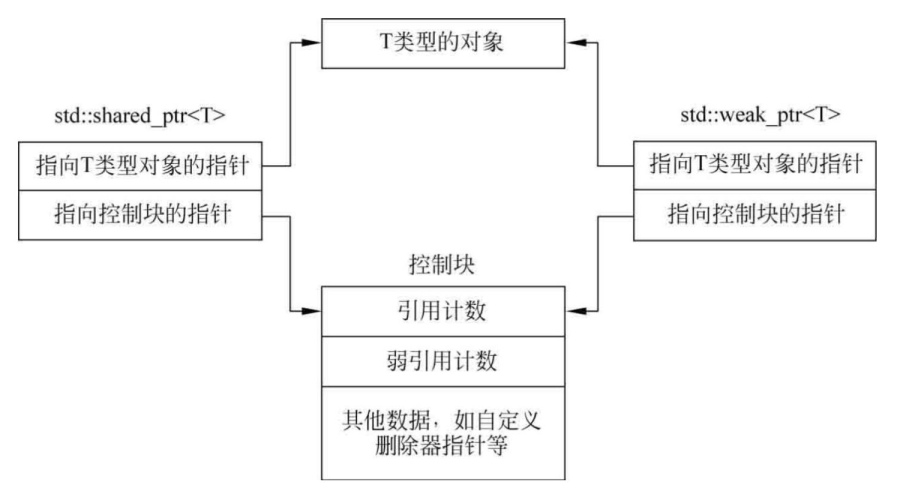 T类型的对象
std::shared_ptr<T>
std::weak_ptr<T>
指向T类型对象的指针
指向T类型对象的指针
指向控制块的指针
指向控制块的指针
控制块
引用计数
弱引用计数
其他数据，如自定义
删除器指针等